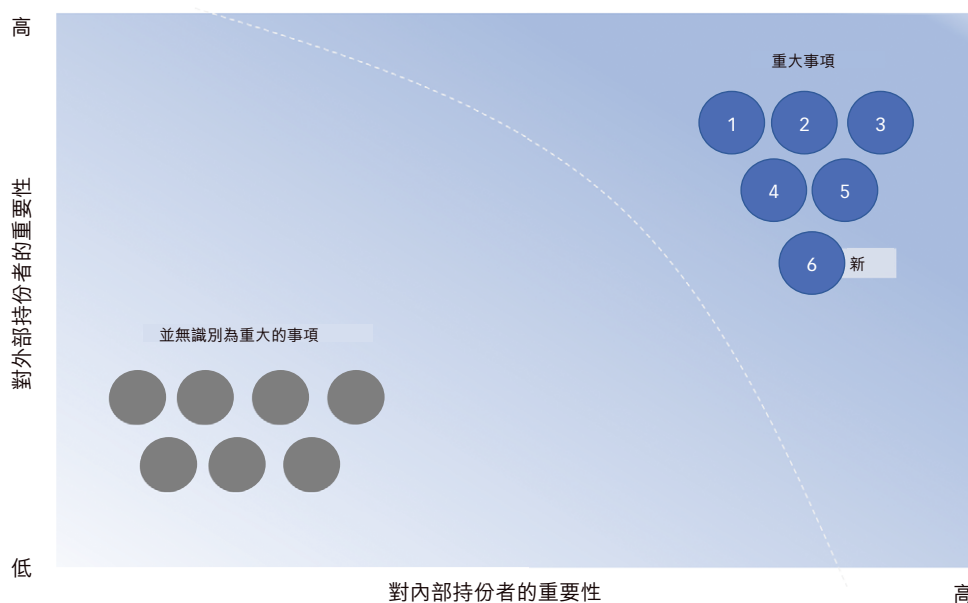 高
重大事項
1 2 3
4 5
對外部持份者的重要性
6 新
並無識別為重大的事項
低
對內部持份者的重要性
高